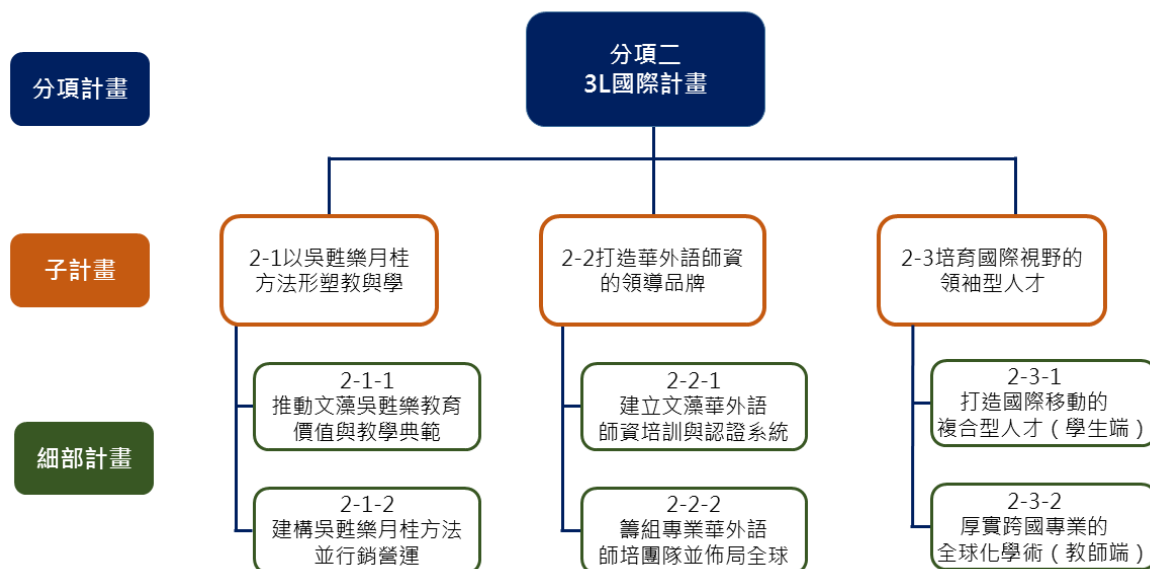 分項計畫
分項二
3L國際計畫
子計畫
2-1以吳甦樂月桂
方法形塑教與學
2-2打造華外語師資
的領導品牌
2-3培育國際視野的
領袖型人才
細部計畫
2-1-1
推動文藻吳甦樂教育
價值與教學典範
2-2-1
建立文藻華外語
師資培訓與認證系統
2-3-1
打造國際移動的
複合型人才(學生端)
2-1-2
建構吳甦樂月桂方法
並行銷營運
2-2-2
籌組專業華外語
師培團隊並佈局全球
2-3-2
厚實跨國專業的
全球化學術(教師端)